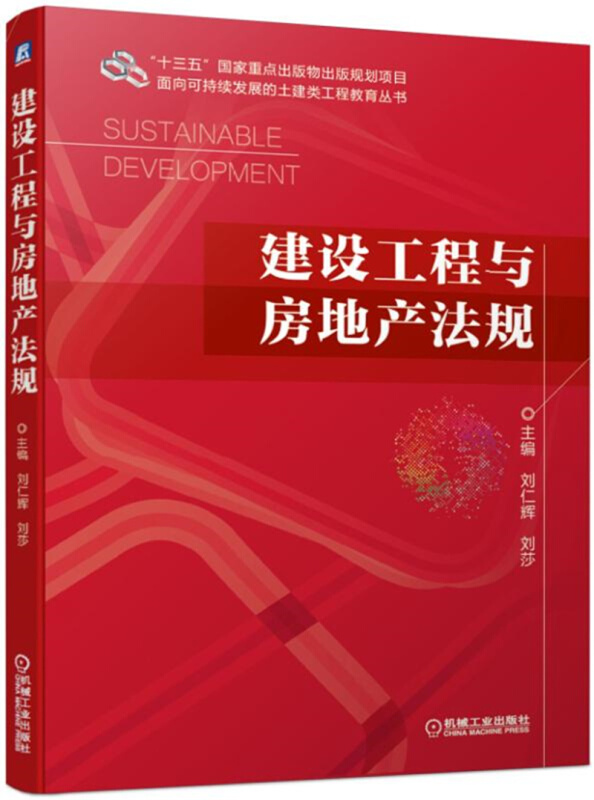 "十三五"国家重点出版物出版规划项目
面向可持续发展的土建类工程教育丛书
SUSTAINABLE
DEVELOPMENT
建设工程与
房地产法规
主编 刘仁辉 刘莎
机械工业出版社
CHINA MACHINE PRESS
建设工程与房地产法规
主编 刘仁辉 刘莎
机械工业出版社
CHINA MACHINE PRESS